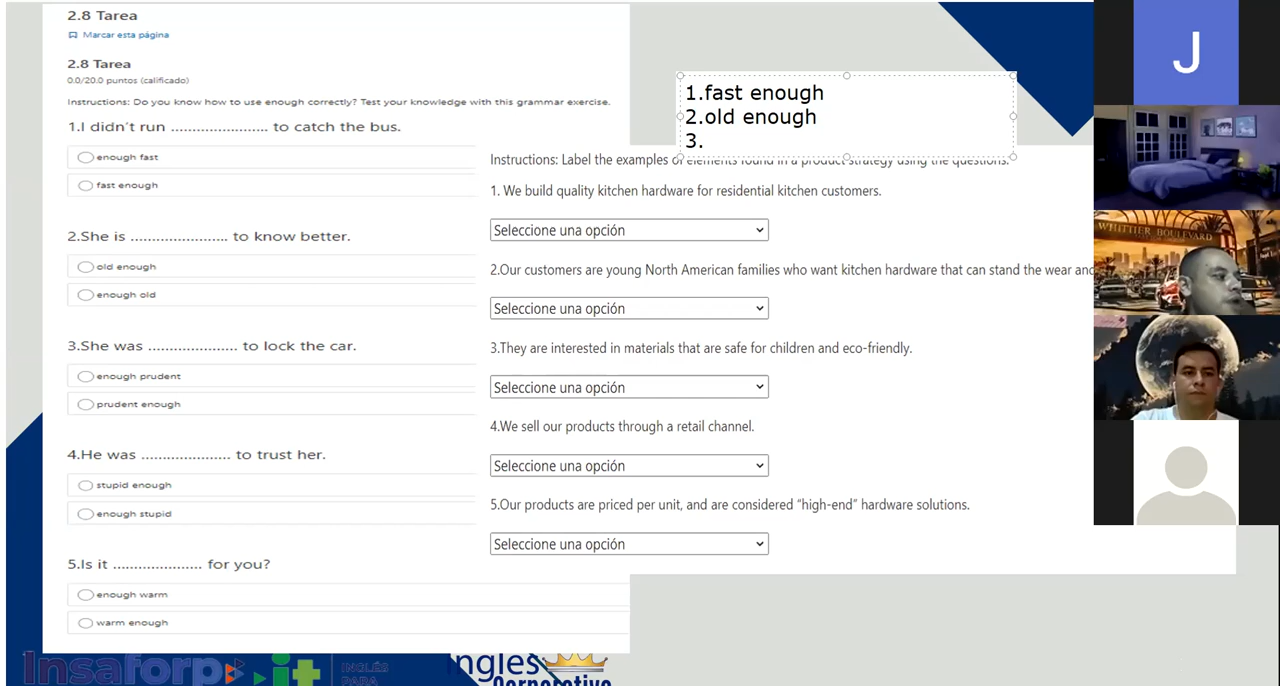 2.8 Tarea
Marcar esta página
2.8 Tarea
0.0/20.0 puntos (calificado)
Instructions: Do you know how to use enough correctly? Test your knowledge with this grammar exercise.
1.I didn't run ...................... to catch the bus.
enough fast
fast enough
2.She is ...................... to know better.
old enough
enough old
3.She was .................... to lock the car.
enough prudent
prudent enough
4.He was .................... to trust her.
stupid enough
enough stupid
5.Is it .................... for you?
enough warm
warm enough
1.fast enough
2.old enough
3.
Instructions: Label the examples of elements found in a product strategy using the questions.
1. We build quality kitchen hardware for residential kitchen customers.
Seleccione una opción
2.Our customers are young North American families who want kitchen hardware that can stand the wear and
Seleccione una opción
3.They are interested in materials that are safe for children and eco-friendly.
Seleccione una opción
4.We sell our products through a retail channel.
Seleccione una opción
5.Our products are priced per unit, and are considered “high-end” hardware solutions.
Seleccione una opción
J
WHITTIER BOULEVARD
Insaforp
it
INGLÉS
PARA
Inglés
Corporativo